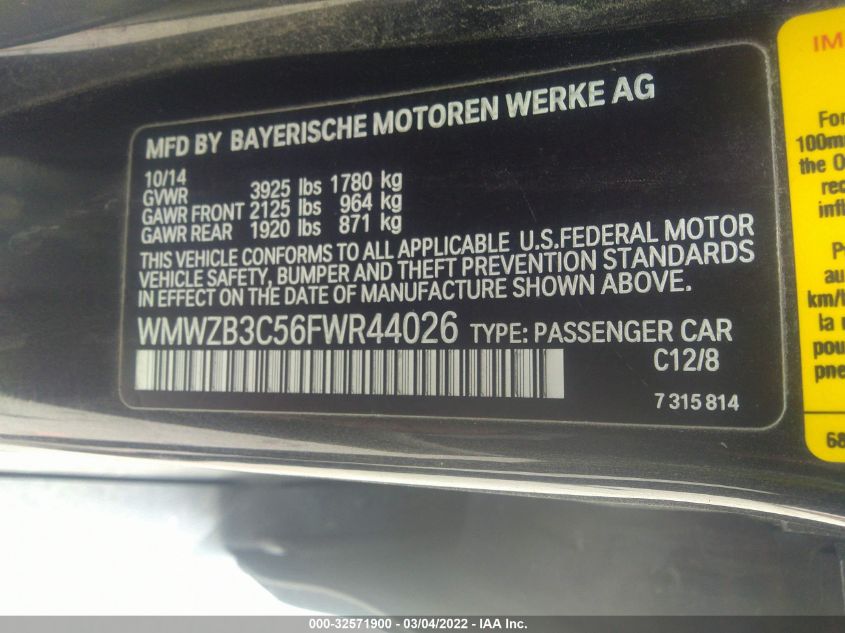 MFD BY BAYERISCHE MOTOREN WERKE AG
10/14
GVWR 3925 lbs 1780 kg
GAWR FRONT 2125 lbs 964 kg
GAWR REAR 1920 lbs 871 kg
THIS VEHICLE CONFORMS TO ALL APPLICABLE U.S.FEDERAL MOTOR
VEHICLE SAFETY, BUMPER AND THEFT PREVENTION STANDARDS
IN EFFECT ON THE DATE OF MANUFACTURE SHOWN ABOVE.
WMWZB3C56FWR44026 TYPE: PASSENGER CAR
C12/8
7 315 814
IM
For
100m
the O
rec
infl
P
au
km/
la
pou
pne
68
000-32571900 - 03/04/2022 - IAA Inc.